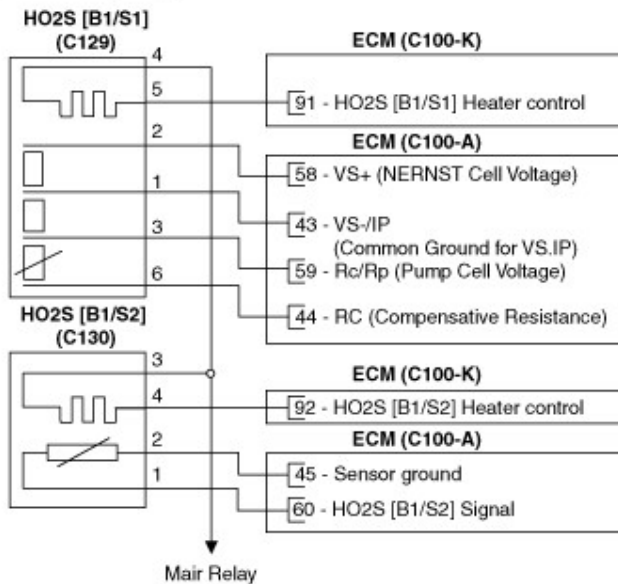 HO2S [B1/S1]
(C129)
4
5
2
1
3
6
ECM (C100-K)
91 - HO2S [B1/S1] Heater control
ECM (C100-A)
58 - VS+ (NERNST Cell Voltage)
43 - VS-/IP
(Common Ground for VS.IP)
59 - Rc/Rp (Pump Cell Voltage)
44 - RC (Compensative Resistance)
HO2S [B1/S2]
(C130)
3
4
2
1
ECM (C100-K)
92 - HO2S [B1/S2] Heater control
ECM (C100-A)
45 - Sensor ground
60 - HO2S [B1/S2] Signal
Mair Relay